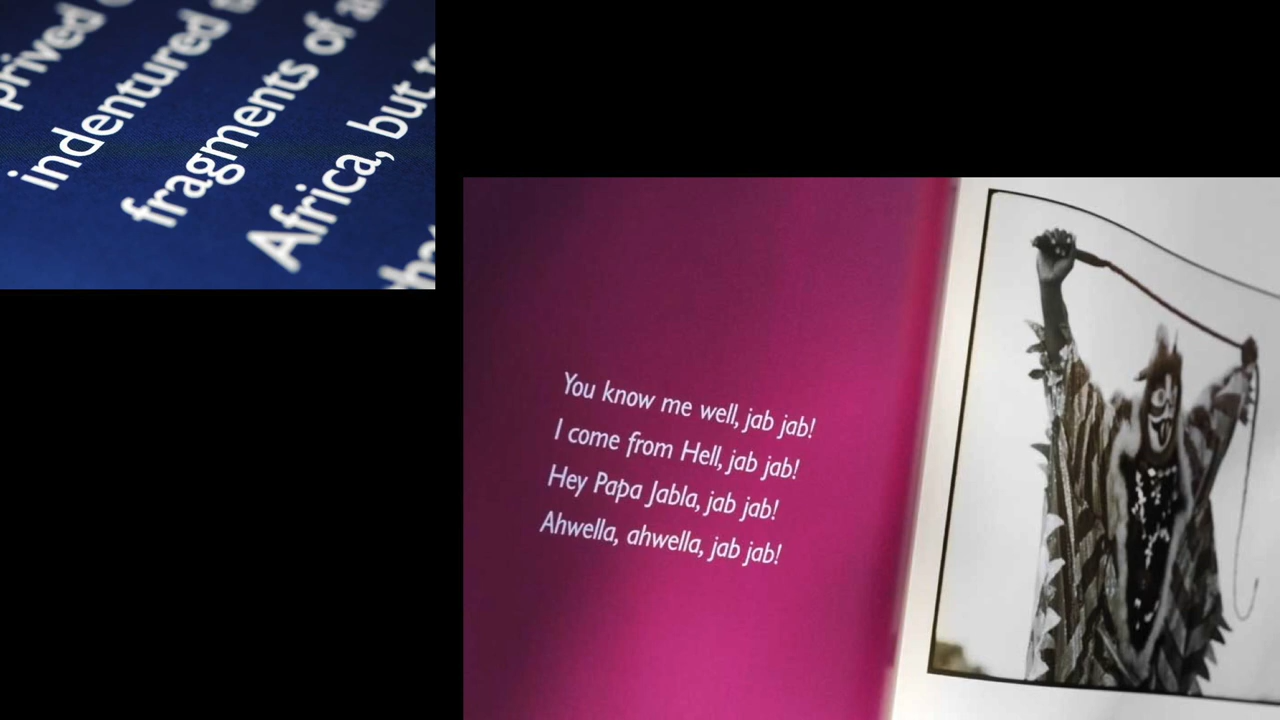 indentured
fragments of
Africa, but
You know me well, jab jab!
I come from Hell, jab jab!
Hey Papa Jabla, jab jab!
Ahwella, ahwella, jab jab!